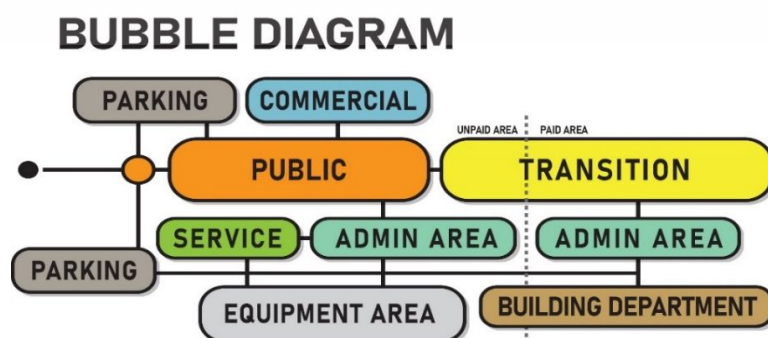 BUBBLE DIAGRAM
PARKING
COMMERCIAL
UNPAID AREA
PAID AREA
PUBLIC
TRANSITION
SERVICE
ADMIN AREA
ADMIN AREA
PARKING
EQUIPMENT AREA
BUILDING DEPARTMENT